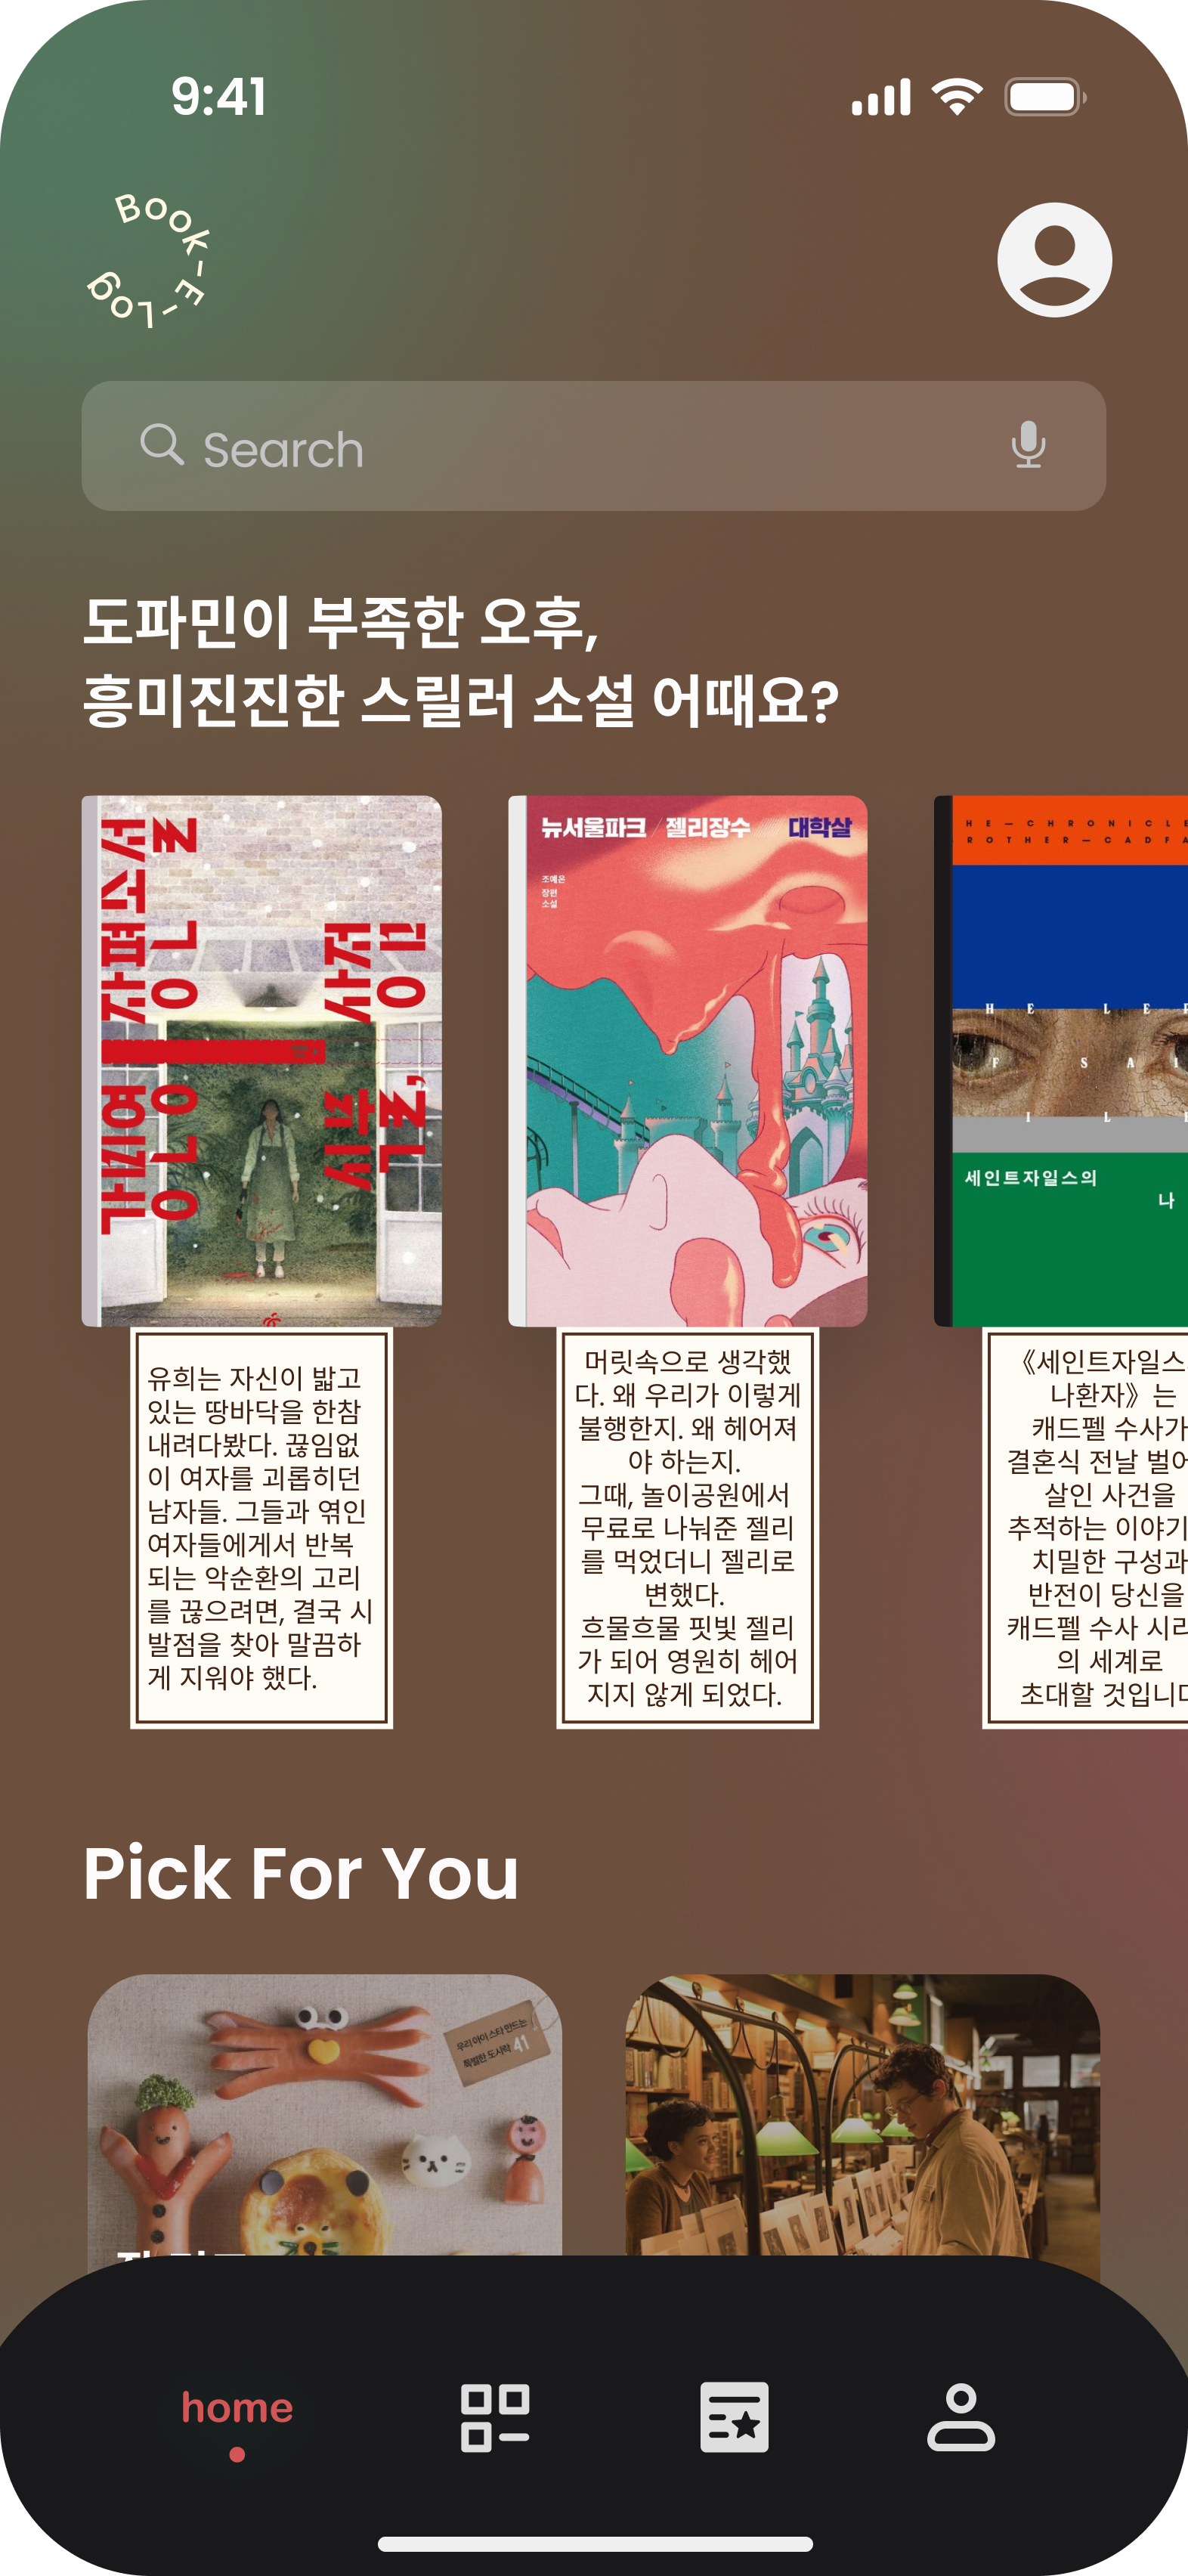 9:41
Book-E-Log
Search
도파민이 부족한 오후,
흥미진진한 스릴러 소설 어때요?
뉴서울파크 / 젤리장수 대학살
조예은
장편
소설
HE—CHRONICLE
ROTHER—CADFA
HE LEP
F SAI
IL
세인트자일스의
나
유희는 자신이 밟고
있는 땅바닥을 한참
내려다봤다. 끊임없
이 여자를 괴롭히던
남자들. 그들과 엮인
여자들에게서 반복
되는 악순환의 고리
를 끊으려면, 결국 시
발점을 찾아 말끔하
게 지워야 했다.
머릿속으로 생각했
다. 왜 우리가 이렇게
불행한지. 왜 헤어져
야 하는지.
그때, 놀이공원에서
무료로 나눠준 젤리
를 먹었더니 젤리로
변했다.
흐물흐물 핏빛 젤리
가 되어 영원히 헤어
지지 않게 되었다.
《세인트자일스
나환자》는
캐드펠 수사가
결혼식 전날 벌어
살인 사건을
추적하는 이야기
치밀한 구성과
반전이 당신을
캐드펠 수사 시리
의 세계로
초대할 것입니다
Pick For You
우리 아이 스타 만드는
특별한 도시락 41
home